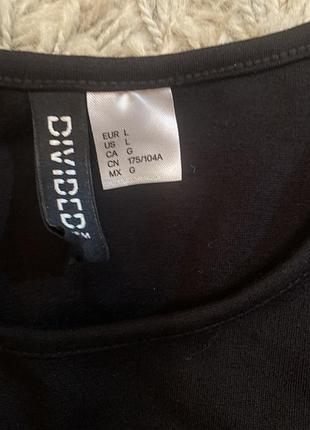 DIVIDED
EUR L
US L
CA G
CN 175/104A
MX G